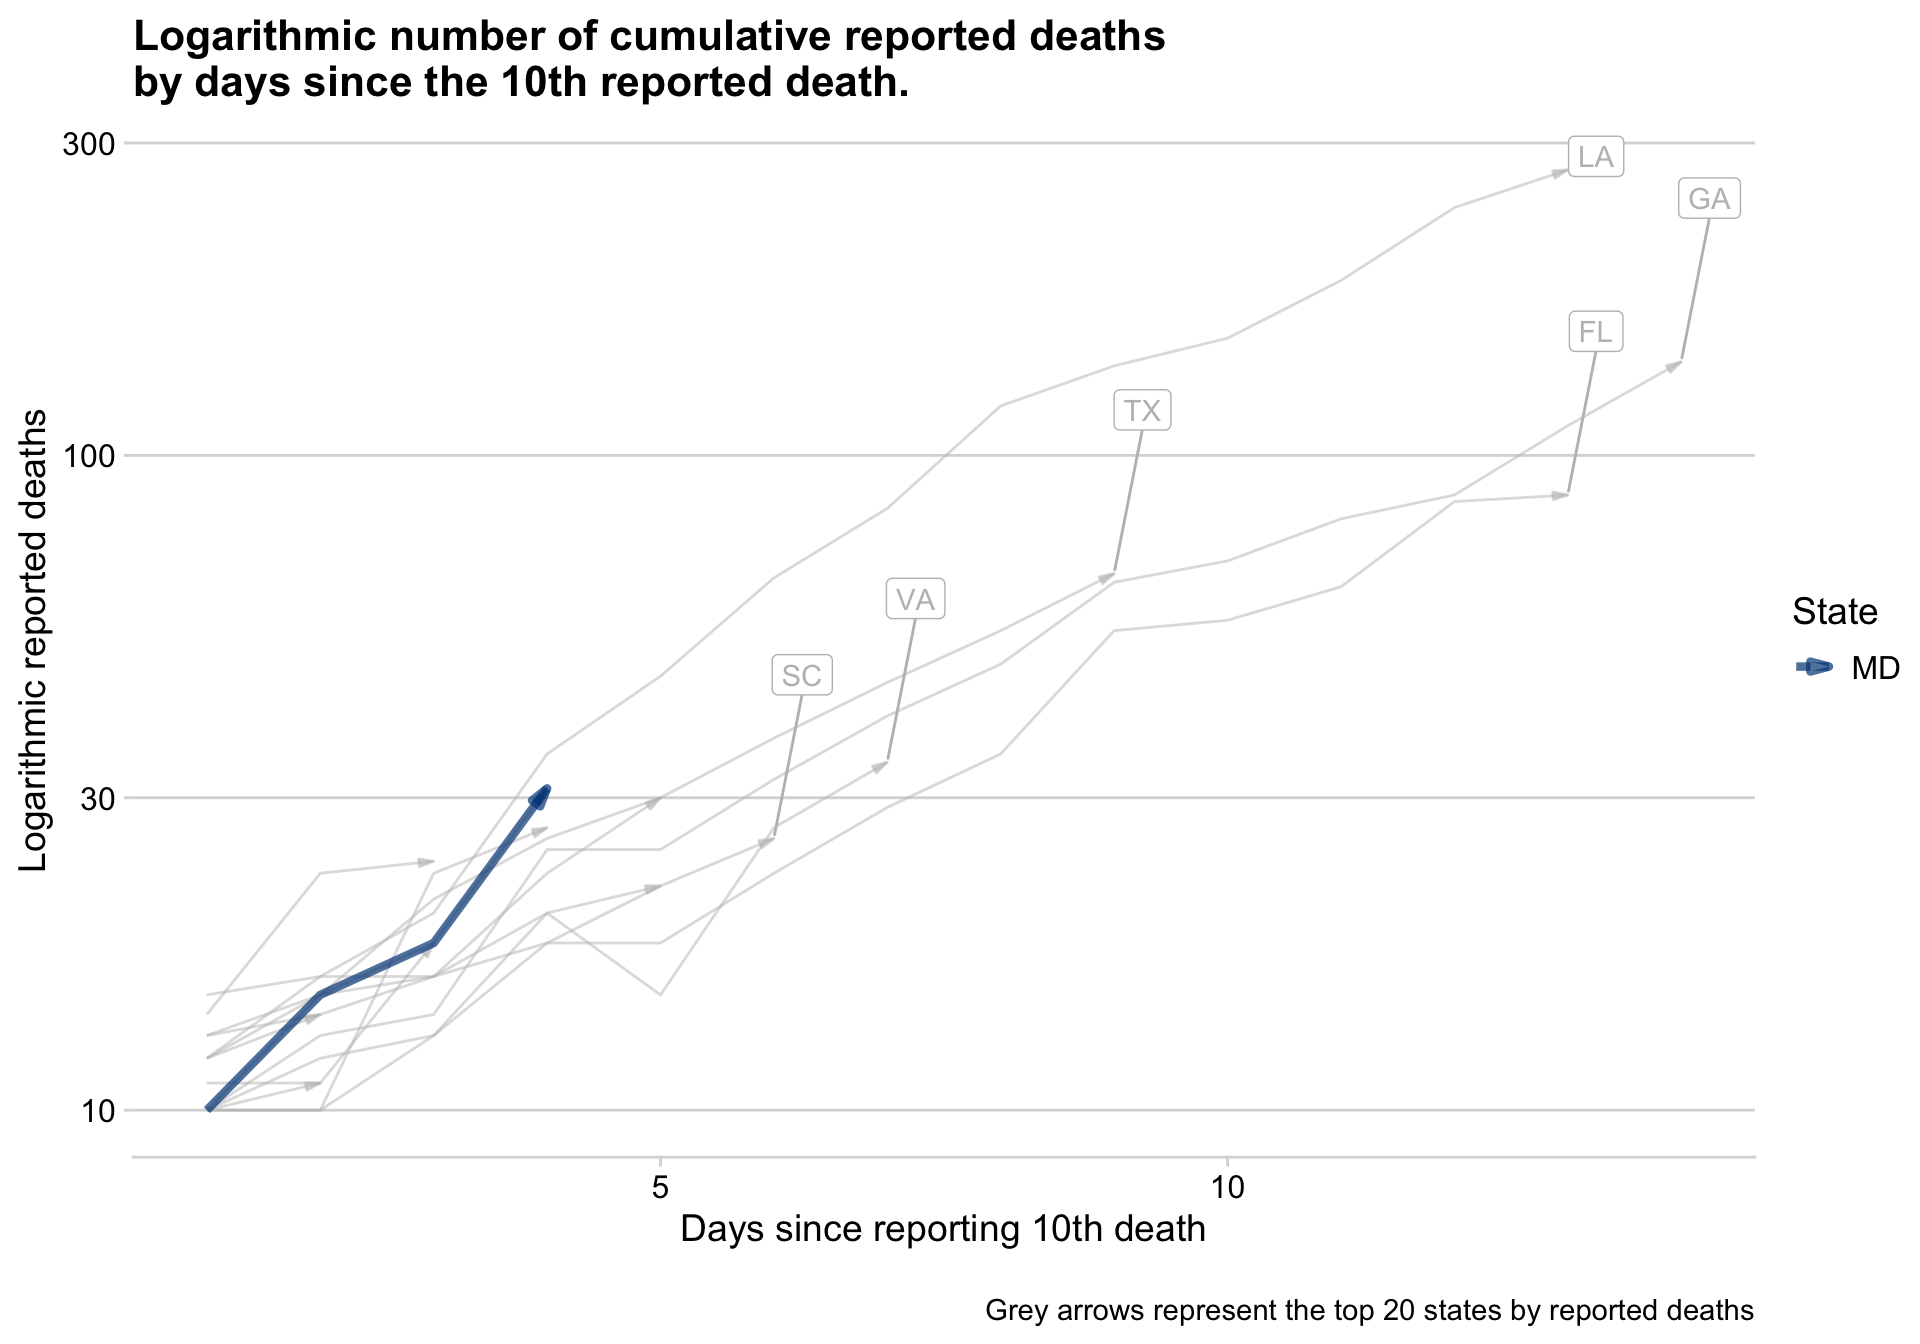 Logarithmic number of cumulative reported deaths
by days since the 10th reported death.
300
100
30
10
Logarithmic reported deaths
LA
GA
FL
TX
VA
SC
State
MD
5
10
Days since reporting 10th death
Grey arrows represent the top 20 states by reported deaths